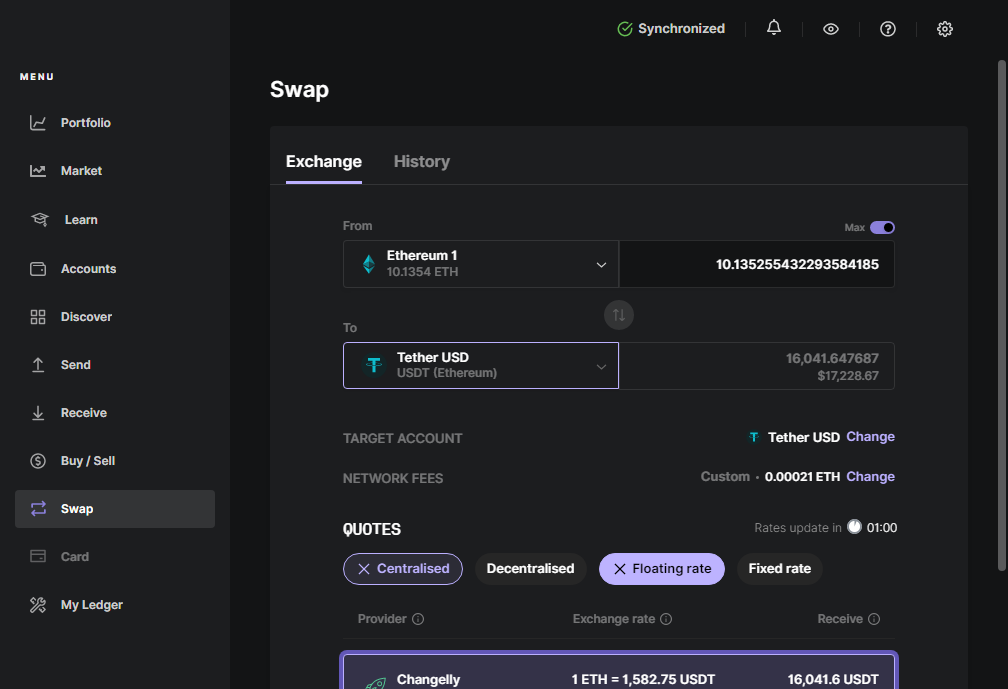 Synchronized
MENU
Portfolio
Market
Learn
Accounts
Discover
Send
Receive
Buy / Sell
Swap
Card
My Ledger
Swap
Exchange History
From Max
Ethereum 1
10.1354 ETH
10.135255432293584185
To
Tether USD
USDT (Ethereum)
16,041.647687
$17,228.67
TARGET ACCOUNT Tether USD Change
NETWORK FEES Custom · 0.00021 ETH Change
QUOTES Rates update in 01:00
Centralised Decentralised Floating rate Fixed rate
Provider Exchange rate Receive
Changelly 1 ETH = 1,582.75 USDT 16,041.6 USDT